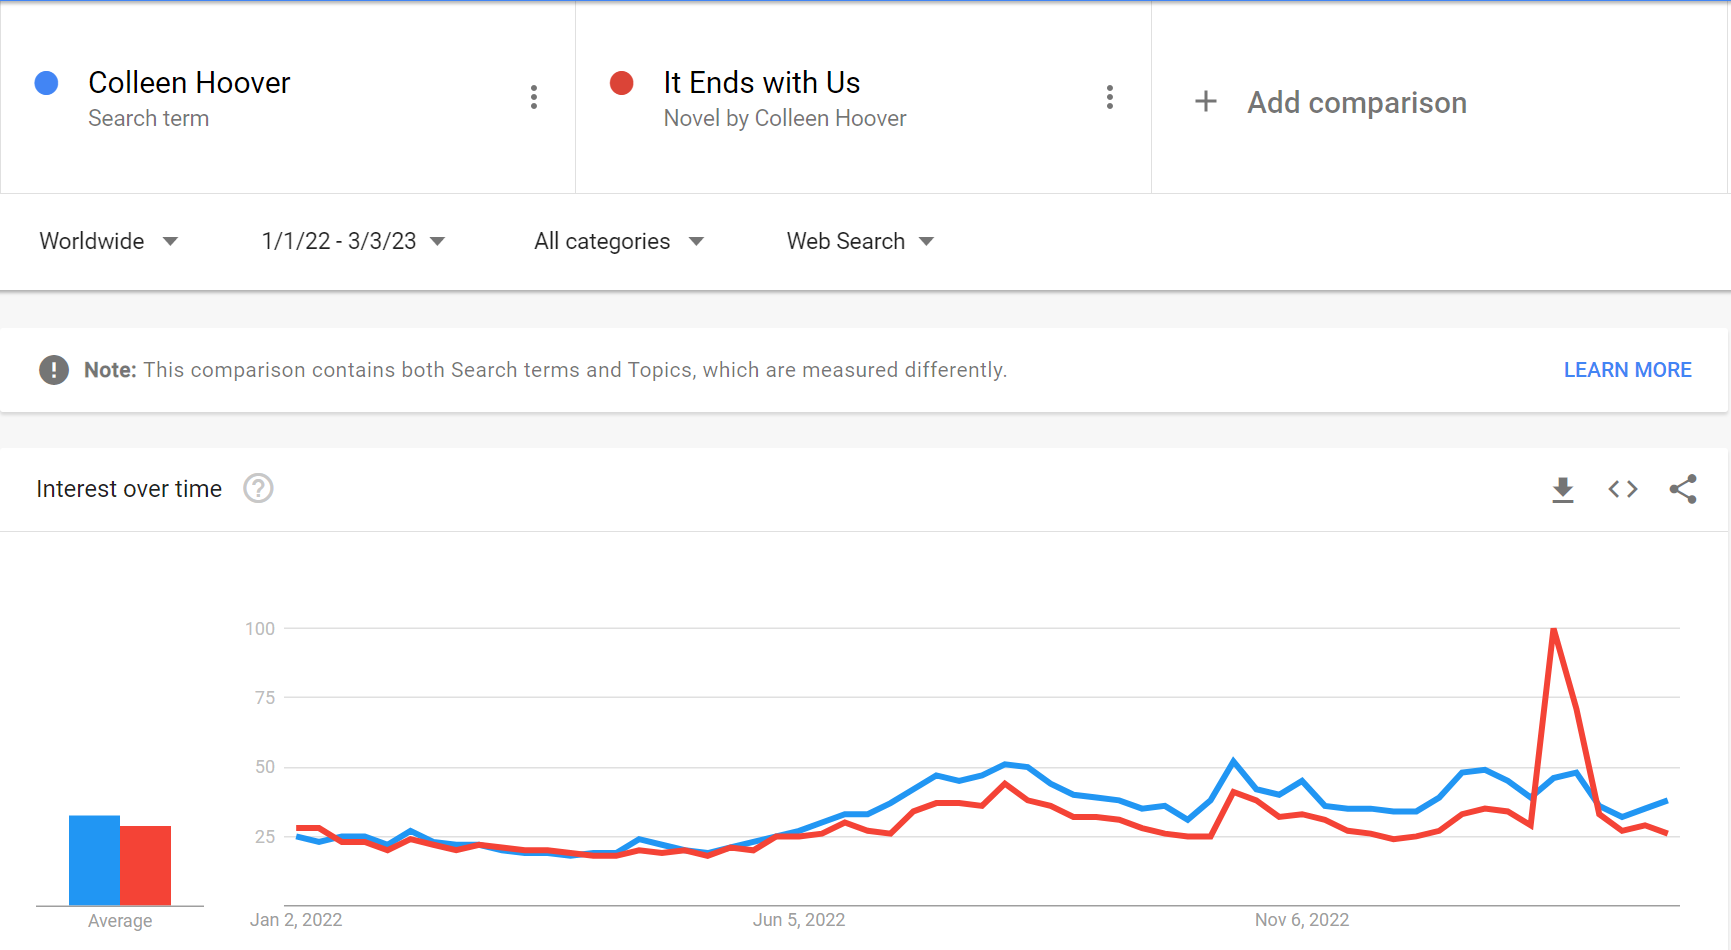 Colleen Hoover
Search term
It Ends with Us
Novel by Colleen Hoover
+ Add comparison
Worldwide
1/1/22 - 3/3/23
All categories
Web Search
Note: This comparison contains both Search terms and Topics, which are measured differently.
LEARN MORE
Interest over time
100
75
50
25
Average
Jan 2, 2022
Jun 5, 2022
Nov 6, 2022